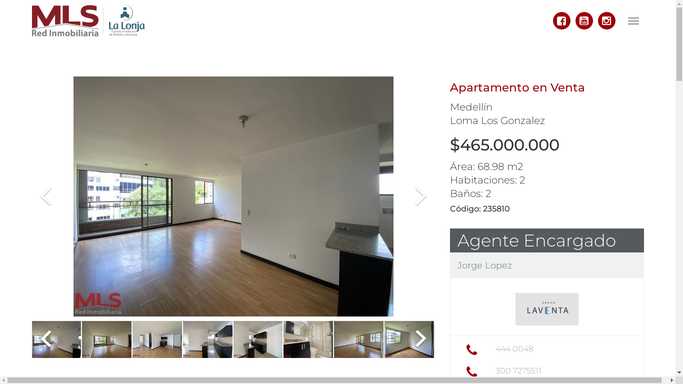 MLS
Red Inmobiliaria
La Lonja
Apartamento en Venta
Medellín
Loma Los Gonzalez
$465.000.000
Área: 68.98 m2
Habitaciones: 2
Baños: 2
Código: 235810
Agente Encargado
Jorge Lopez
LAVENTA
444 0048
300 7275511
MLS
Red Inmobiliaria